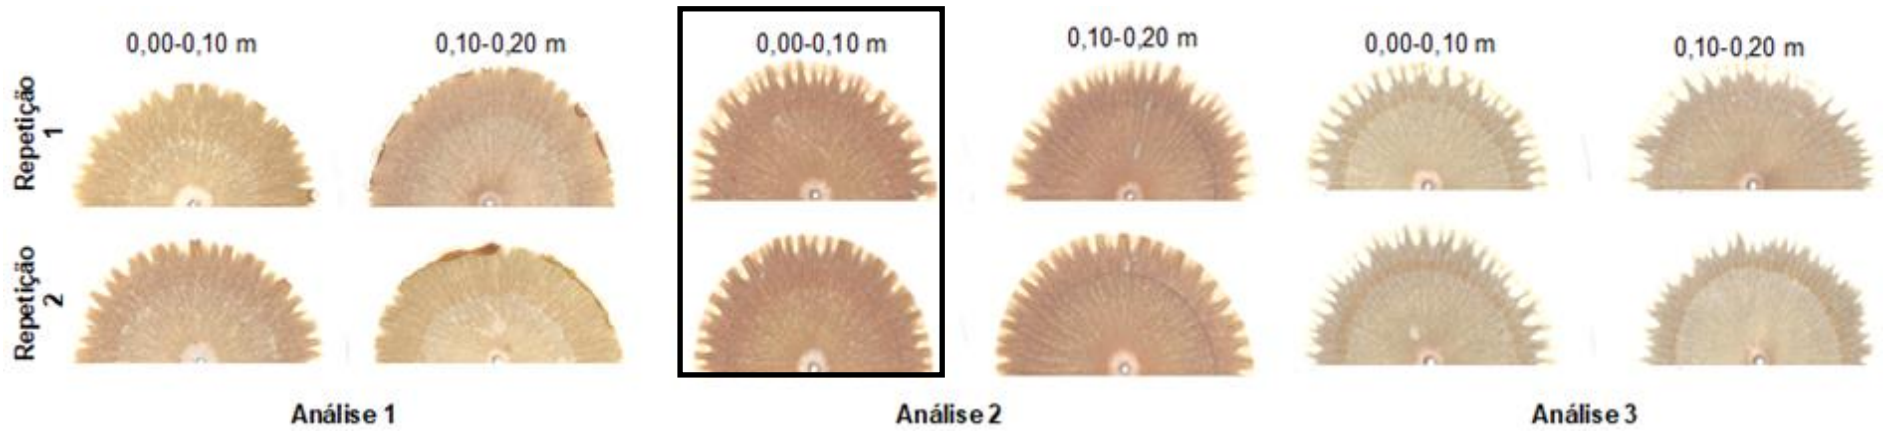 0,00-0,10 m
0,10-0,20 m
0,00-0,10 m
0,10-0,20 m
0,00-0,10 m
0,10-0,20 m
Repetição
1
Repetição
2
Análise 1
Análise 2
Análise 3